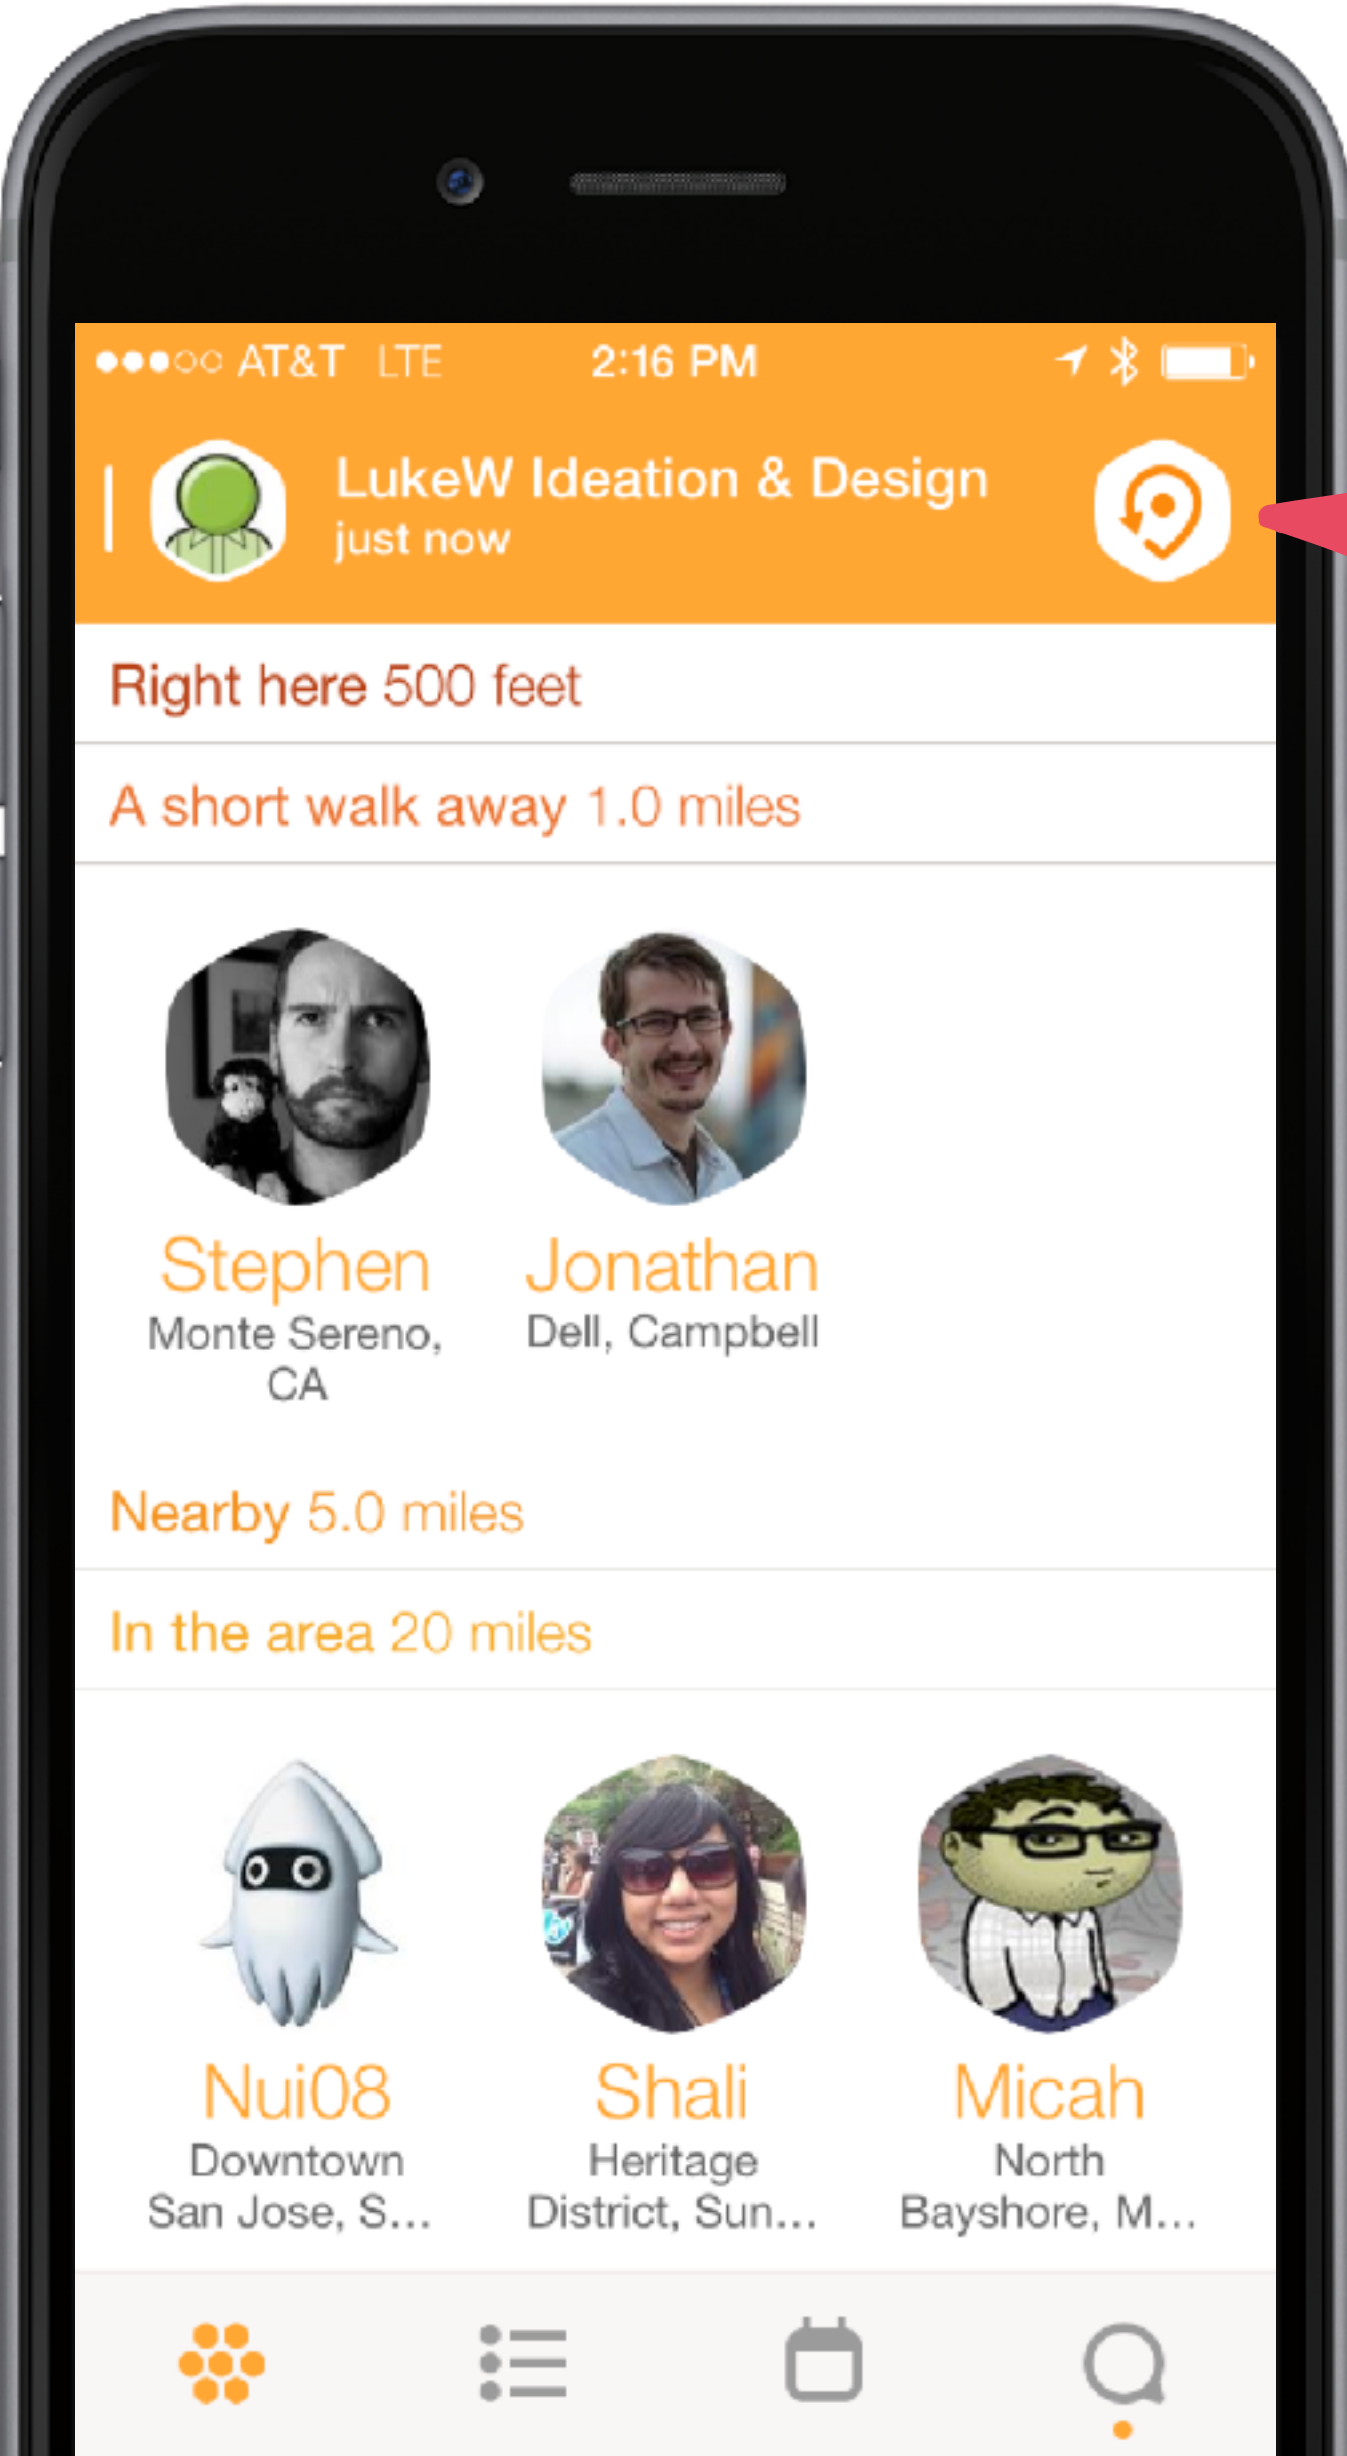 AT&T LTE 2:16 PM
LukeW Ideation & Design
just now
Right here 500 feet
A short walk away 1.0 miles
Stephen
Monte Sereno,
CA
Jonathan
Dell, Campbell
Nearby 5.0 miles
In the area 20 miles
Nui08
Downtown
San Jose, S...
Shali
Heritage
District, Sun...
Micah
North
Bayshore, M...